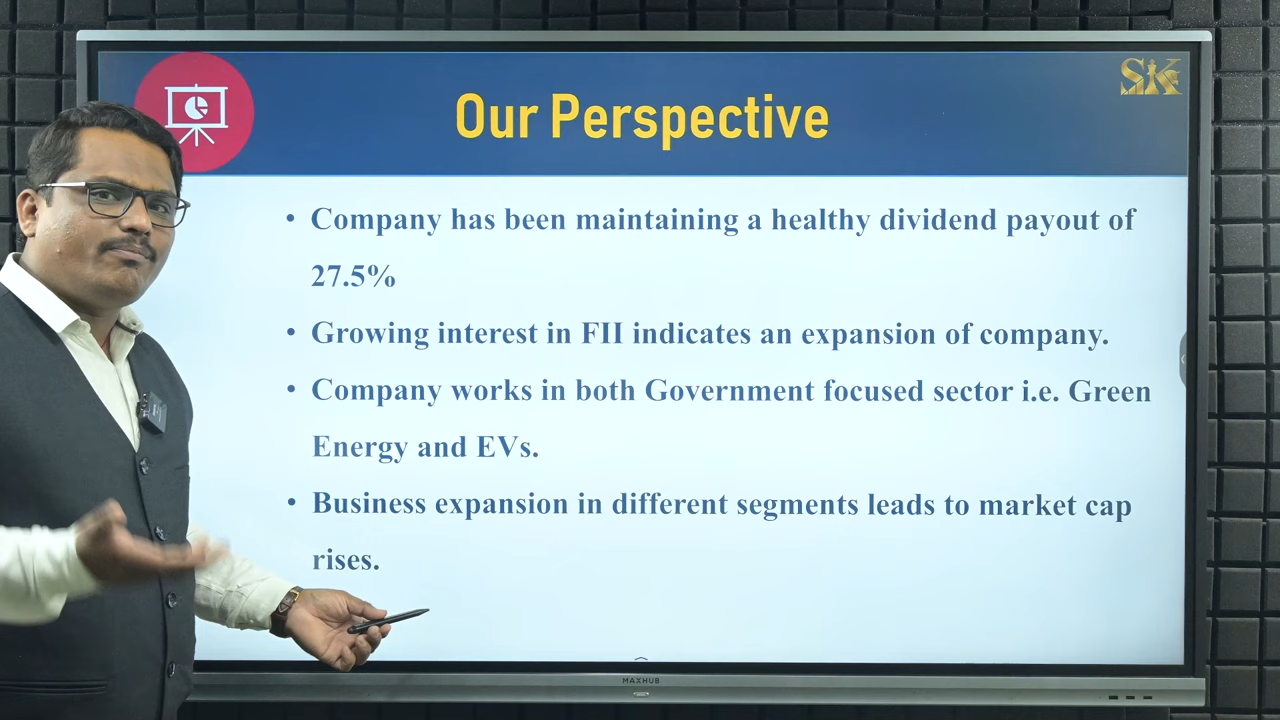 SK
Our Perspective
• Company has been maintaining a healthy dividend payout of
27.5%
• Growing interest in FII indicates an expansion of company.
• Company works in both Government focused sector i.e. Green
Energy and EVs.
• Business expansion in different segments leads to market cap
rises.
MAXHUB